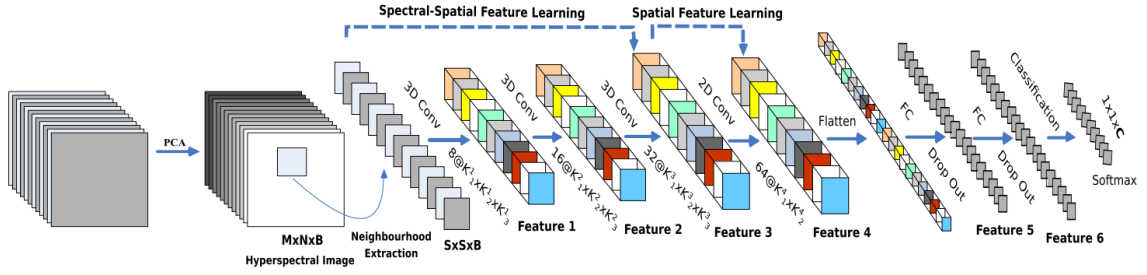 Spectral-Spatial Feature Learning
Spatial Feature Learning
PCA
MxNxB
Hyperspectral Image
Neighbourhood
Extraction
SxSxB
3D Conv
8@K¹₁xK¹₂xK¹₃
Feature 1
3D Conv
16@K²₁xK²₂xK²₃
Feature 2
3D Conv
32@K³₁xK³₂xK³₃
Feature 3
2D Conv
64@K⁴₁xK⁴₂
Feature 4
Flatten
FC
Drop Out
Feature 5
FC
Drop Out
Feature 6
Classification
1x1xC
Softmax